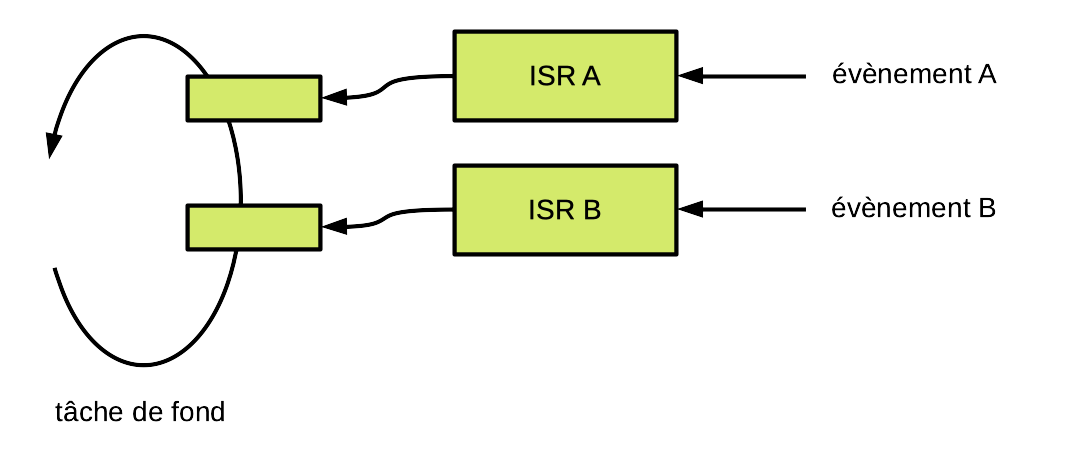 ISR A
évènement A
ISR B
évènement B
tâche de fond